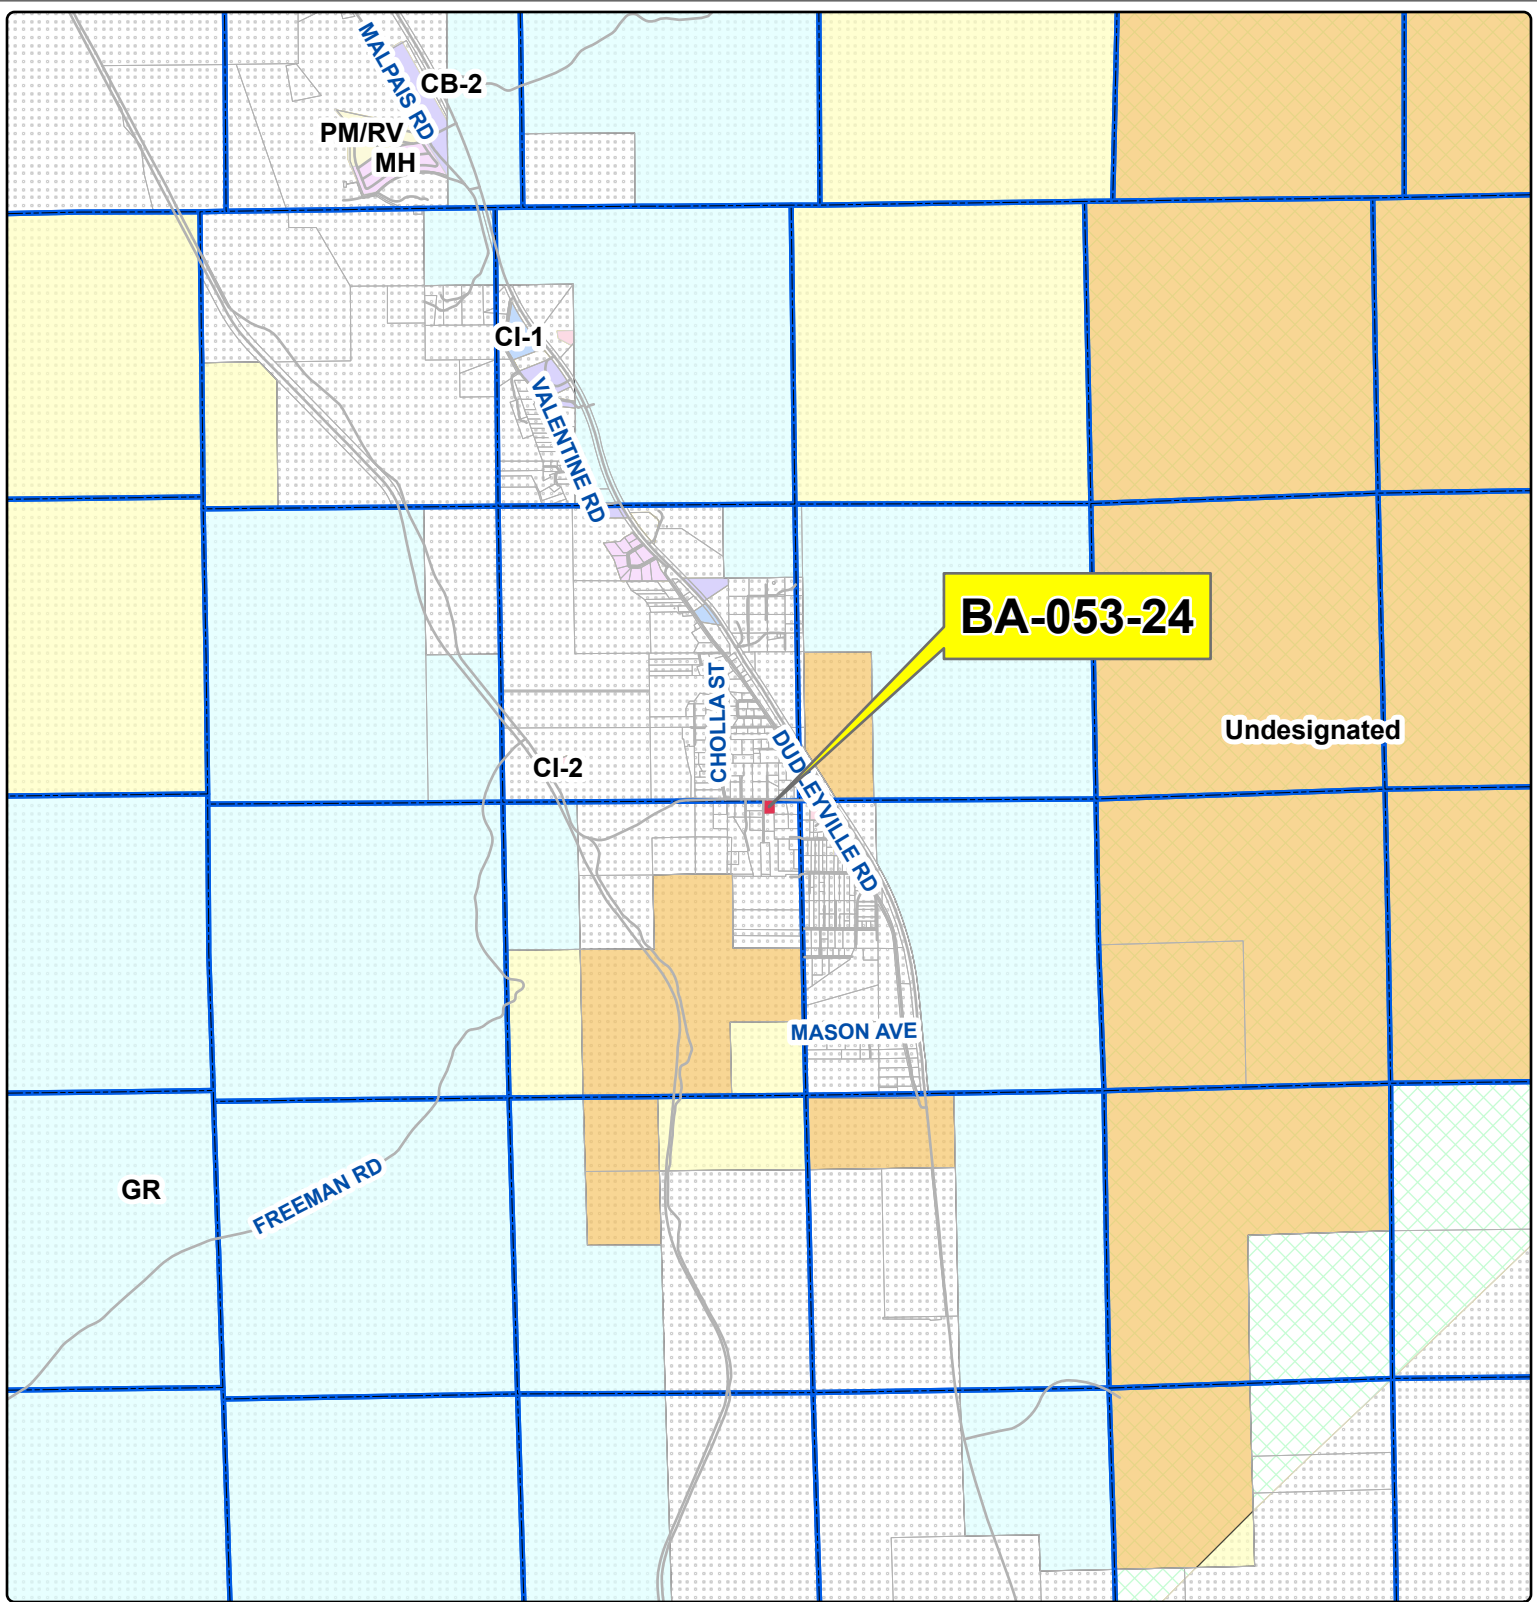 MALPAIS RD
CB-2
PM/RV
MH
CI-1
VALENTINE RD
BA-053-24
CHOLLA ST
Undesignated
CI-2
DUDLEYVILLE RD
MASON AVE
FREEMAN RD
GR